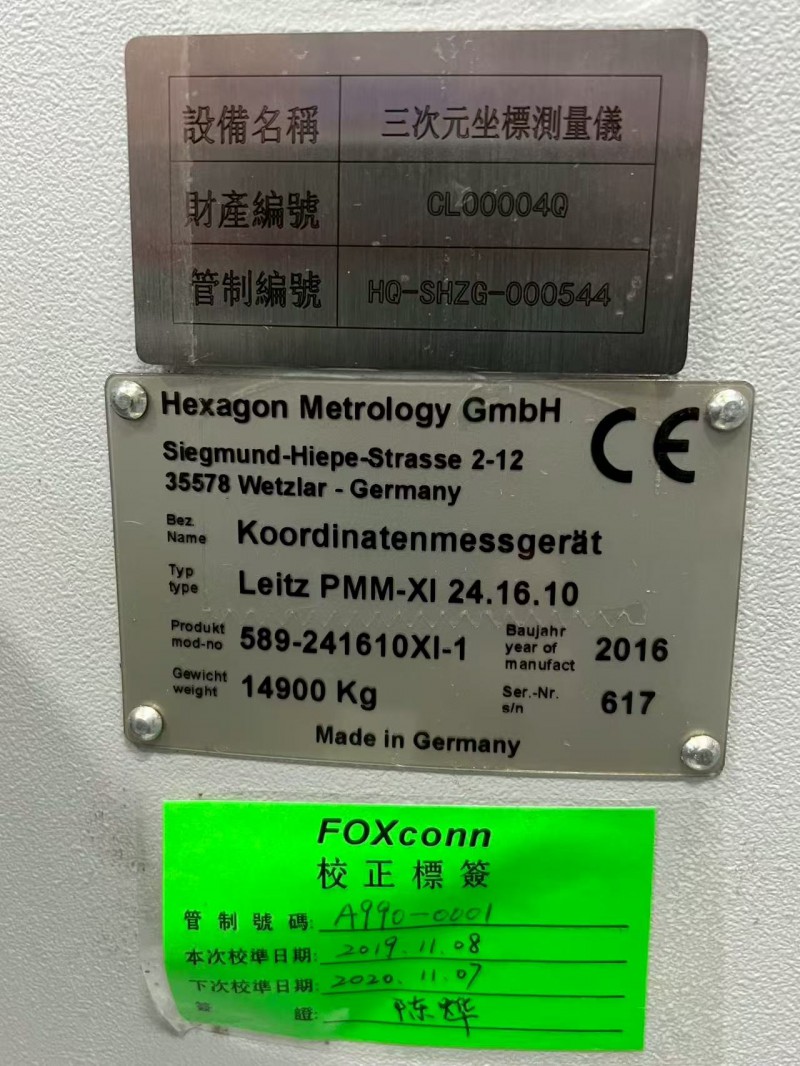 設備名稱 三次元坐標測量儀
財產編號 CL00004Q
管制編號 HQ-SHZG-000544
Hexagon Metrology GmbH CE
Siegmund-Hiepe-Strasse 2-12
35578 Wetzlar - Germany
Bez. Name Koordinatenmessgerät
Typ type Leitz PMM-XI 24.16.10
Produkt mod-no 589-241610XI-1 Baujahr year of manufact 2016
Gewicht weight 14900 Kg Ser.-Nr. s/n 617
Made in Germany
FOXconn
校正標簽
管制號碼: A990-0001
本次校準日期: 2019.11.08
下次校準日期: 2020.11.07
簽證: 陈